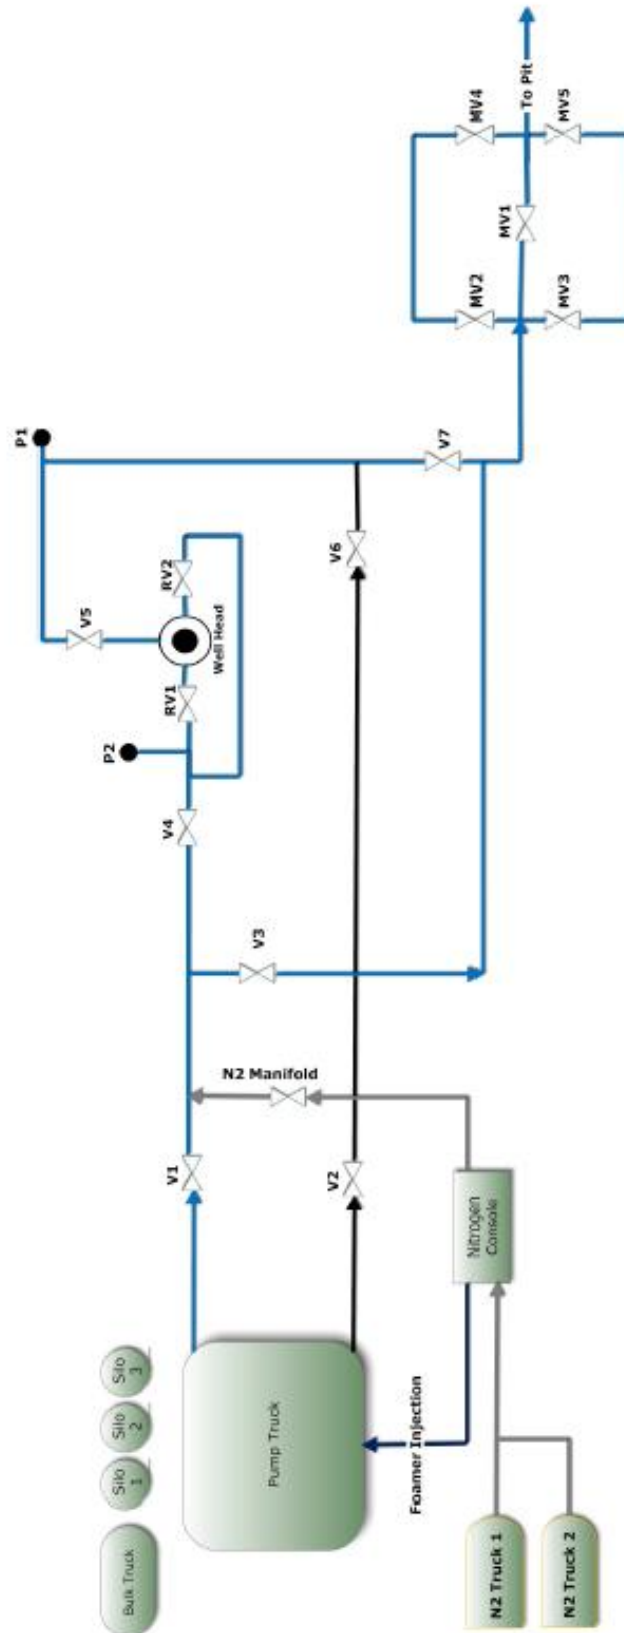 To Pit
MV4
MV5
MV1
MV2
MV3
P1
V7
V5
RV2
Well Head
RV1
V6
P2
V4
V3
N2 Manifold
V1
V2
Nitrogen
Console
Silo
3
Silo
2
Silo
1
Pump Truck
Foamer Injection
Bulk Truck
N2 Truck 1
N2 Truck 2